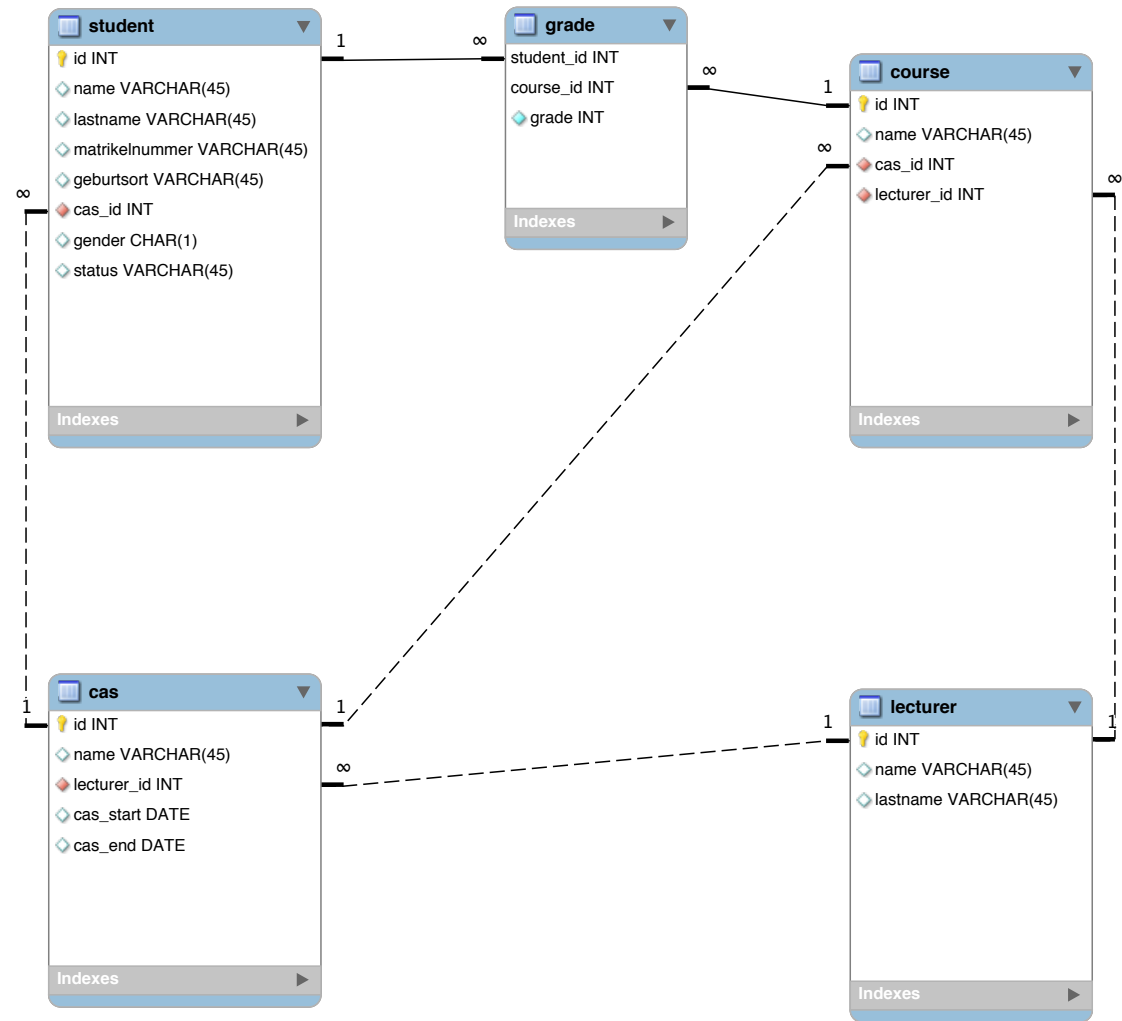 student
id INT
name VARCHAR(45)
lastname VARCHAR(45)
matrikelnummer VARCHAR(45)
geburtsort VARCHAR(45)
cas_id INT
gender CHAR(1)
status VARCHAR(45)
Indexes
1
∞
∞
1
grade
student_id INT
course_id INT
grade INT
Indexes
∞
1
∞
∞
course
id INT
name VARCHAR(45)
cas_id INT
lecturer_id INT
Indexes
cas
id INT
name VARCHAR(45)
lecturer_id INT
cas_start DATE
cas_end DATE
Indexes
1
∞
1
1
lecturer
id INT
name VARCHAR(45)
lastname VARCHAR(45)
Indexes